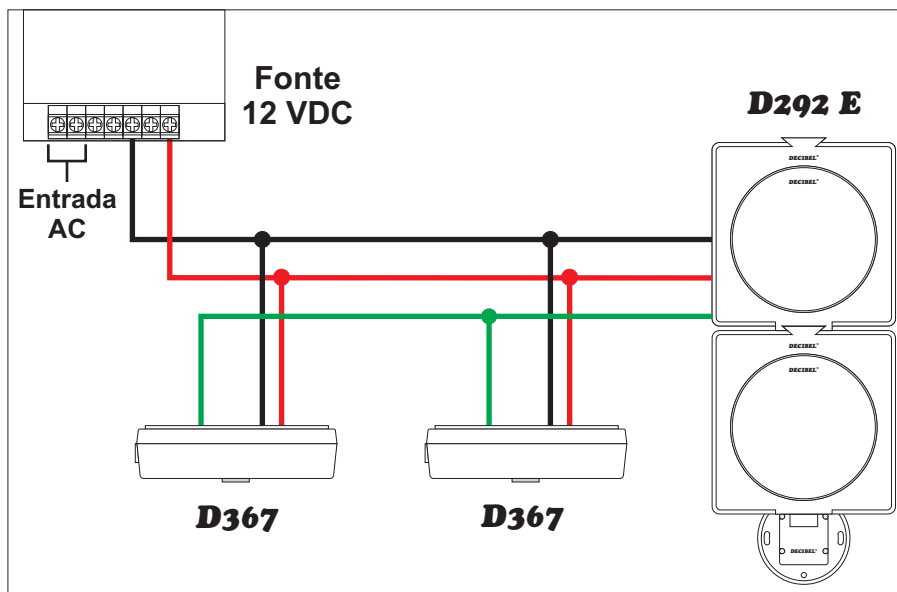 Fonte
12 VDC
Entrada
AC
D292 E
DECIBEL®
DECIBEL®
DECIBEL®
DECIBEL®
DECIBEL®
D367
D367